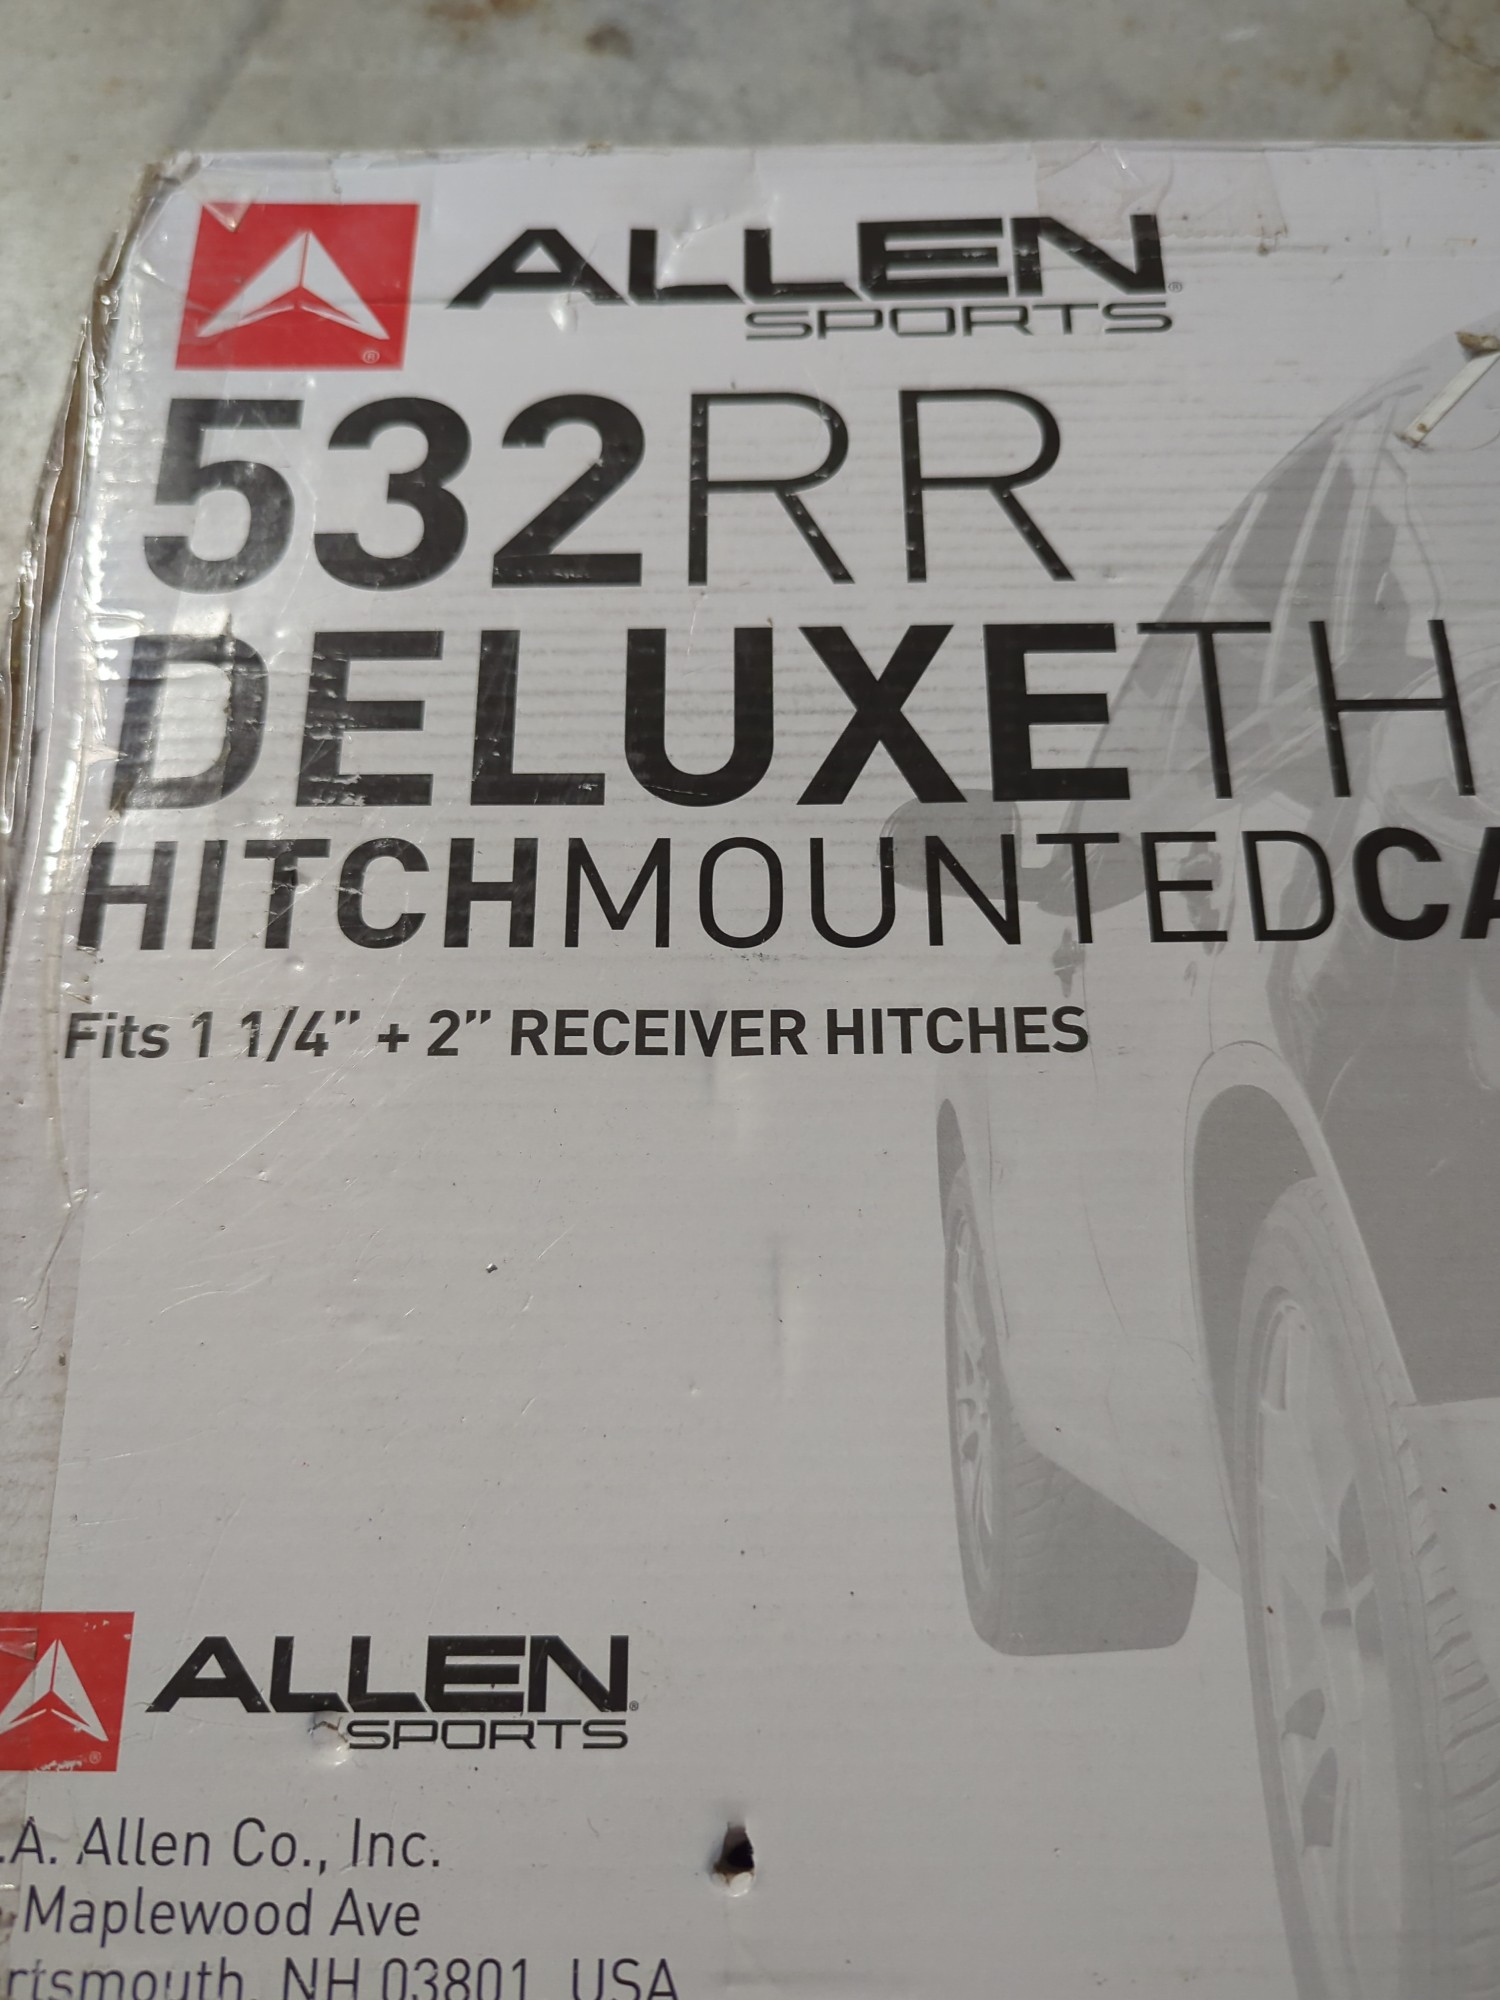 ALLEN
SPORTS
532RR
DELUXETH
HITCHMOUNTEDCA
Fits 1 1/4” + 2” RECEIVER HITCHES
ALLEN
SPORTS
.A. Allen Co., Inc.
Maplewood Ave
rtsmouth, NH 03801 USA